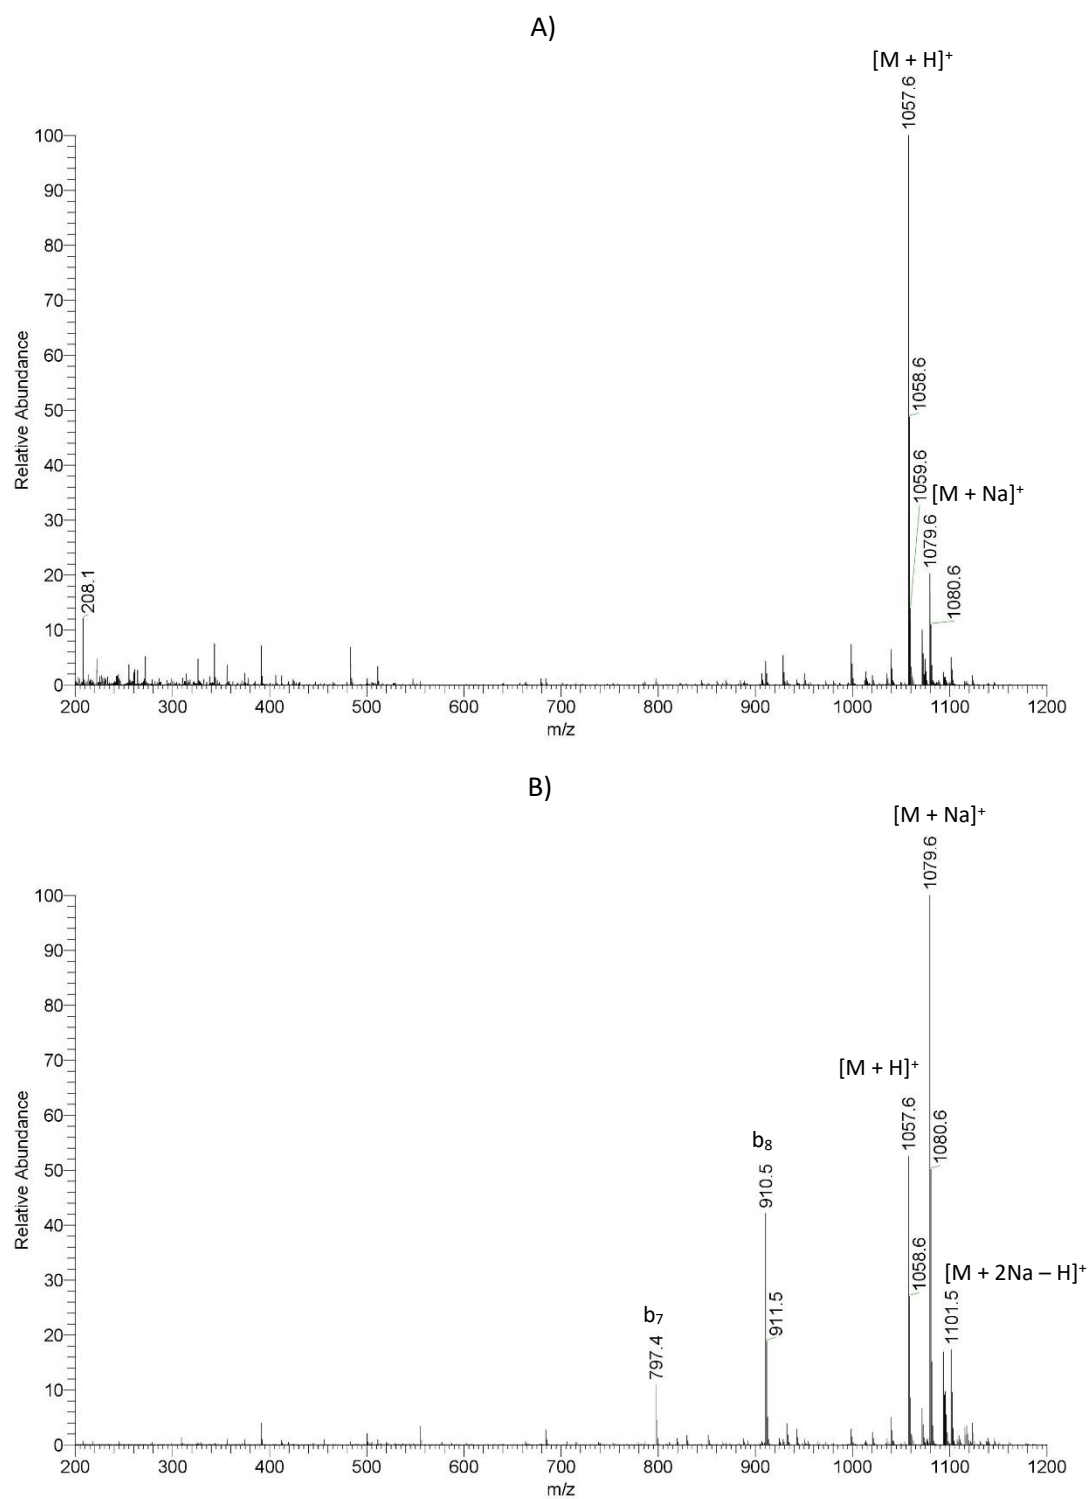 A)
[M + H]⁺
1057.6
100
90
80
70
60
1058.6
50
1059.6
40
[M + Na]⁺
30
1079.6
20
208.1
1080.6
10
0
Relative Abundance
200 300 400 500 600 700 800 900 1000 1100 1200
m/z
B)
[M + Na]⁺
1079.6
100
90
80
70
[M + H]⁺
60
1057.6
1080.6
b₈
50
910.5
40
1058.6
[M + 2Na – H]⁺
30
911.5
1101.5
b₇
797.4
20
10
0
Relative Abundance
200 300 400 500 600 700 800 900 1000 1100 1200
m/z